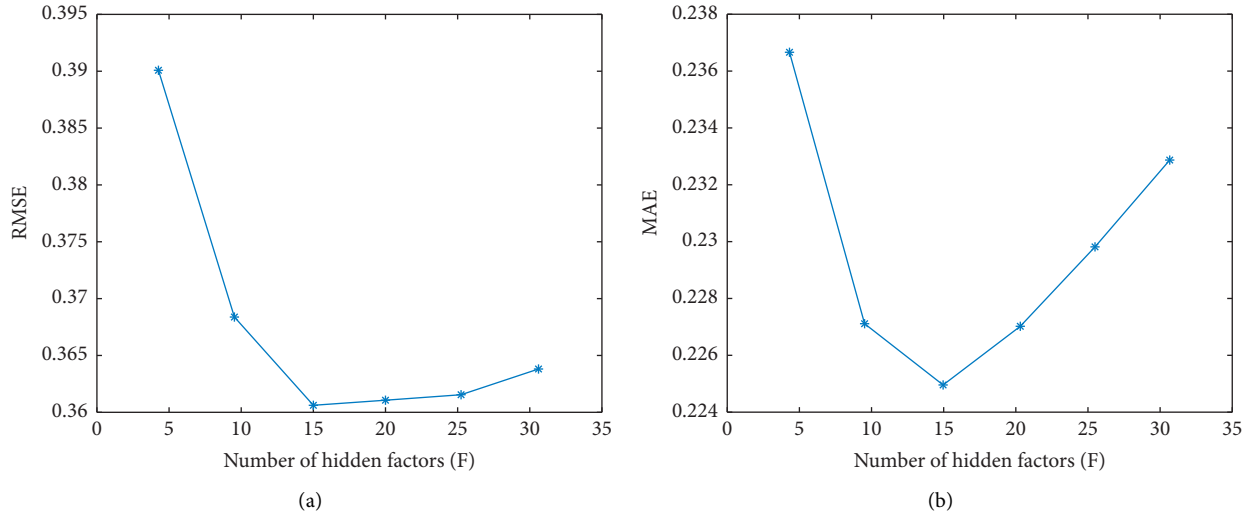 0.395
0.39
0.385
0.38
0.375
0.37
0.365
0.36
RMSE
0 5 10 15 20 25 30 35
Number of hidden factors (F)
(a)
0.238
0.236
0.234
0.232
0.23
0.228
0.226
0.224
MAE
0 5 10 15 20 25 30 35
Number of hidden factors (F)
(b)